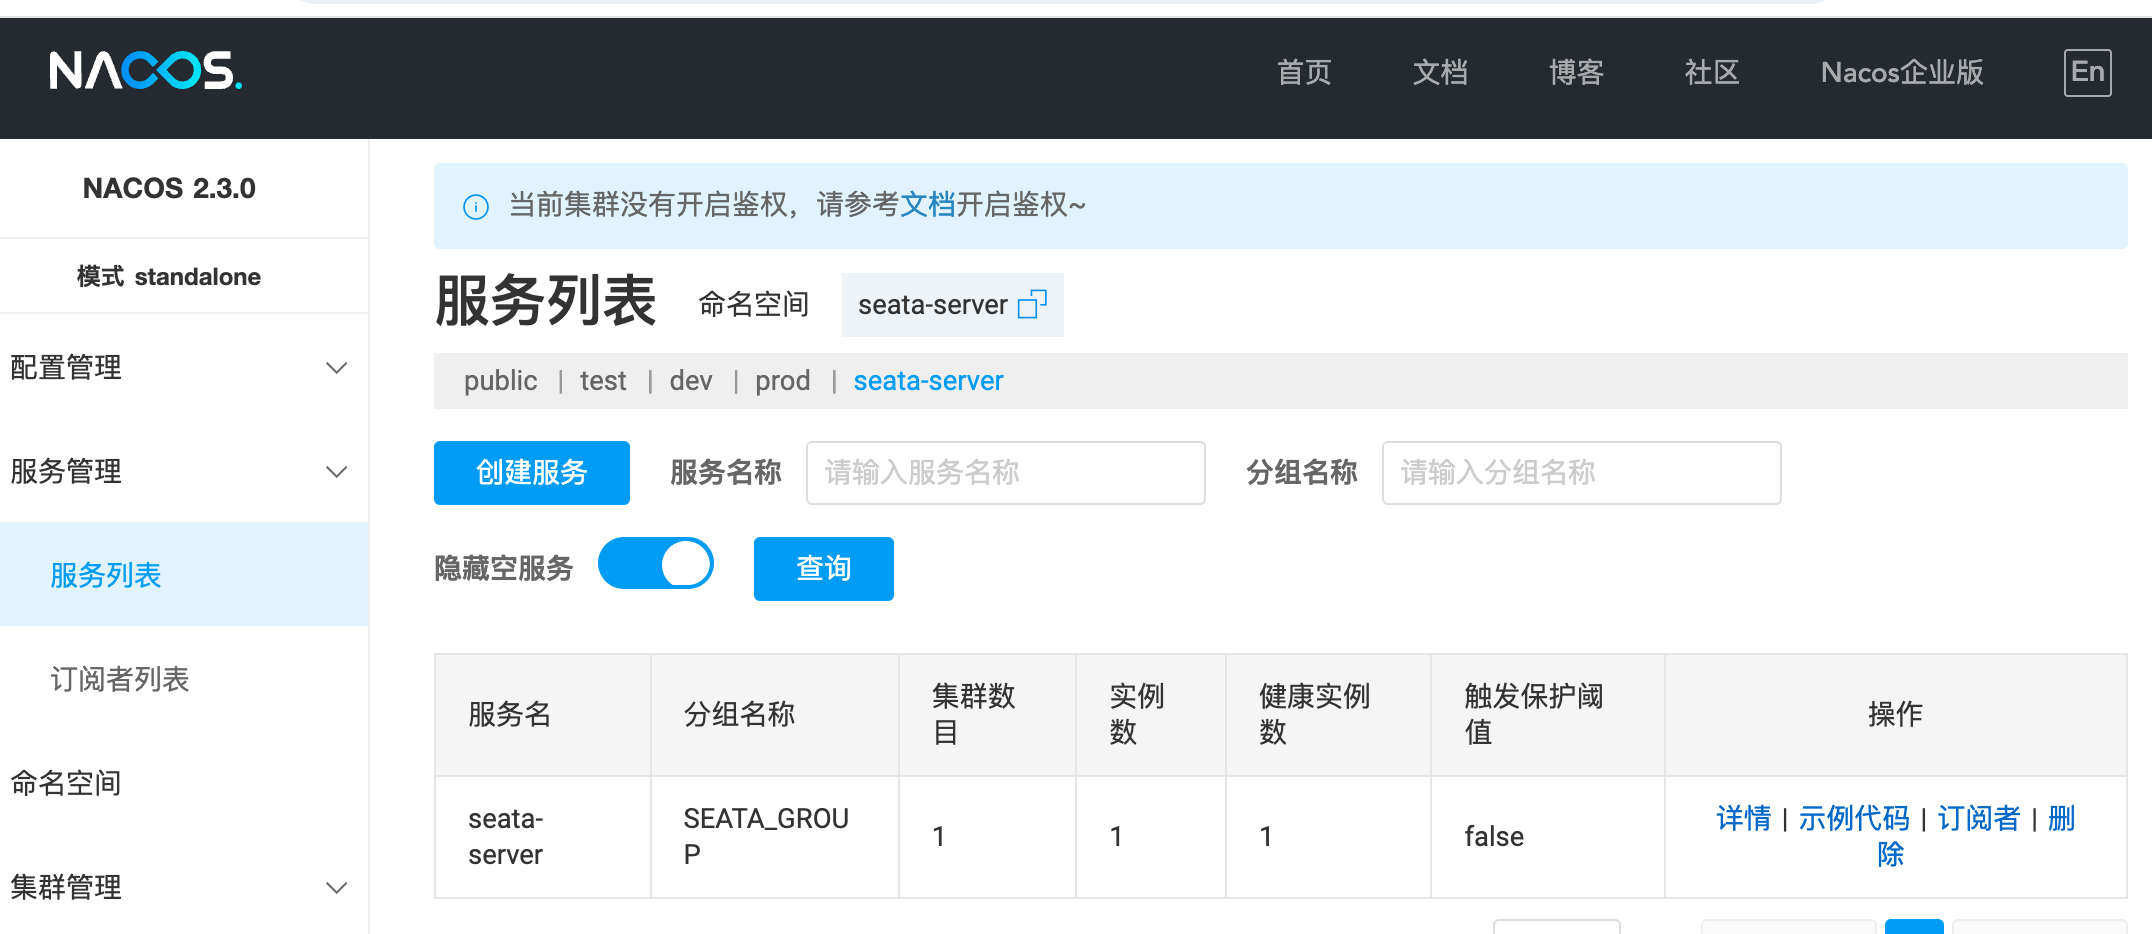 NACOS.
首页 文档 博客 社区 Nacos企业版 En
NACOS 2.3.0
模式 standalone
配置管理
服务管理
服务列表
订阅者列表
命名空间
集群管理
当前集群没有开启鉴权，请参考文档开启鉴权~
服务列表 命名空间 seata-server
public | test | dev | prod | seata-server
创建服务 服务名称 请输入服务名称 分组名称 请输入分组名称
隐藏空服务 查询
服务名 分组名称 集群数目 实例数 健康实例数 触发保护阈值 操作
seata-server SEATA_GROUP 1 1 1 false 详情 | 示例代码 | 订阅者 | 删除